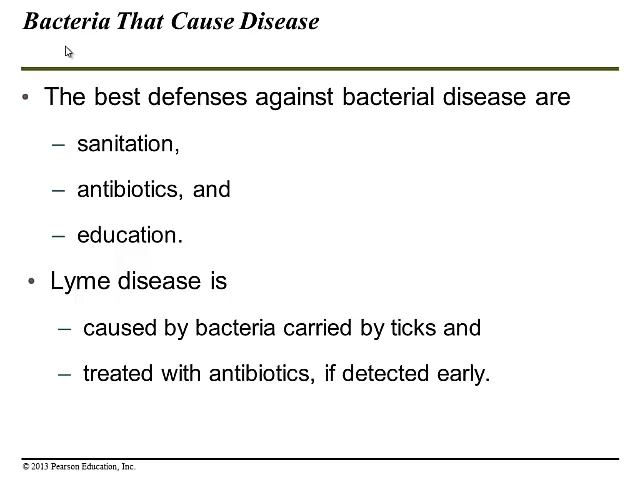 Bacteria That Cause Disease
• The best defenses against bacterial disease are
– sanitation,
– antibiotics, and
– education.
• Lyme disease is
– caused by bacteria carried by ticks and
– treated with antibiotics, if detected early.
© 2013 Pearson Education, Inc.